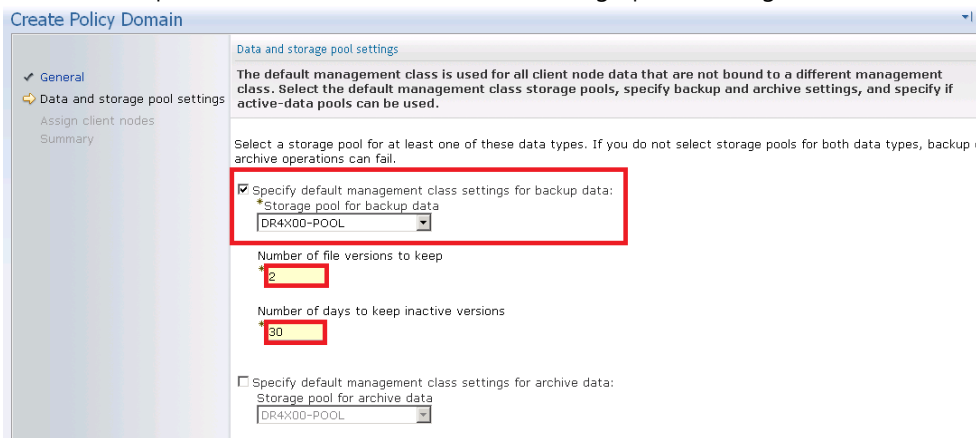 Create Policy Domain
General
Data and storage pool settings
Assign client nodes
Summary
Data and storage pool settings
The default management class is used for all client node data that are not bound to a different management
class. Select the default management class storage pools, specify backup and archive settings, and specify if
active-data pools can be used.
Select a storage pool for at least one of these data types. If you do not select storage pools for both data types, backup
archive operations can fail.
Specify default management class settings for backup data:
*Storage pool for backup data
DR4X00-POOL
Number of file versions to keep
*2
Number of days to keep inactive versions
*30
Specify default management class settings for archive data:
Storage pool for archive data
DR4X00-POOL